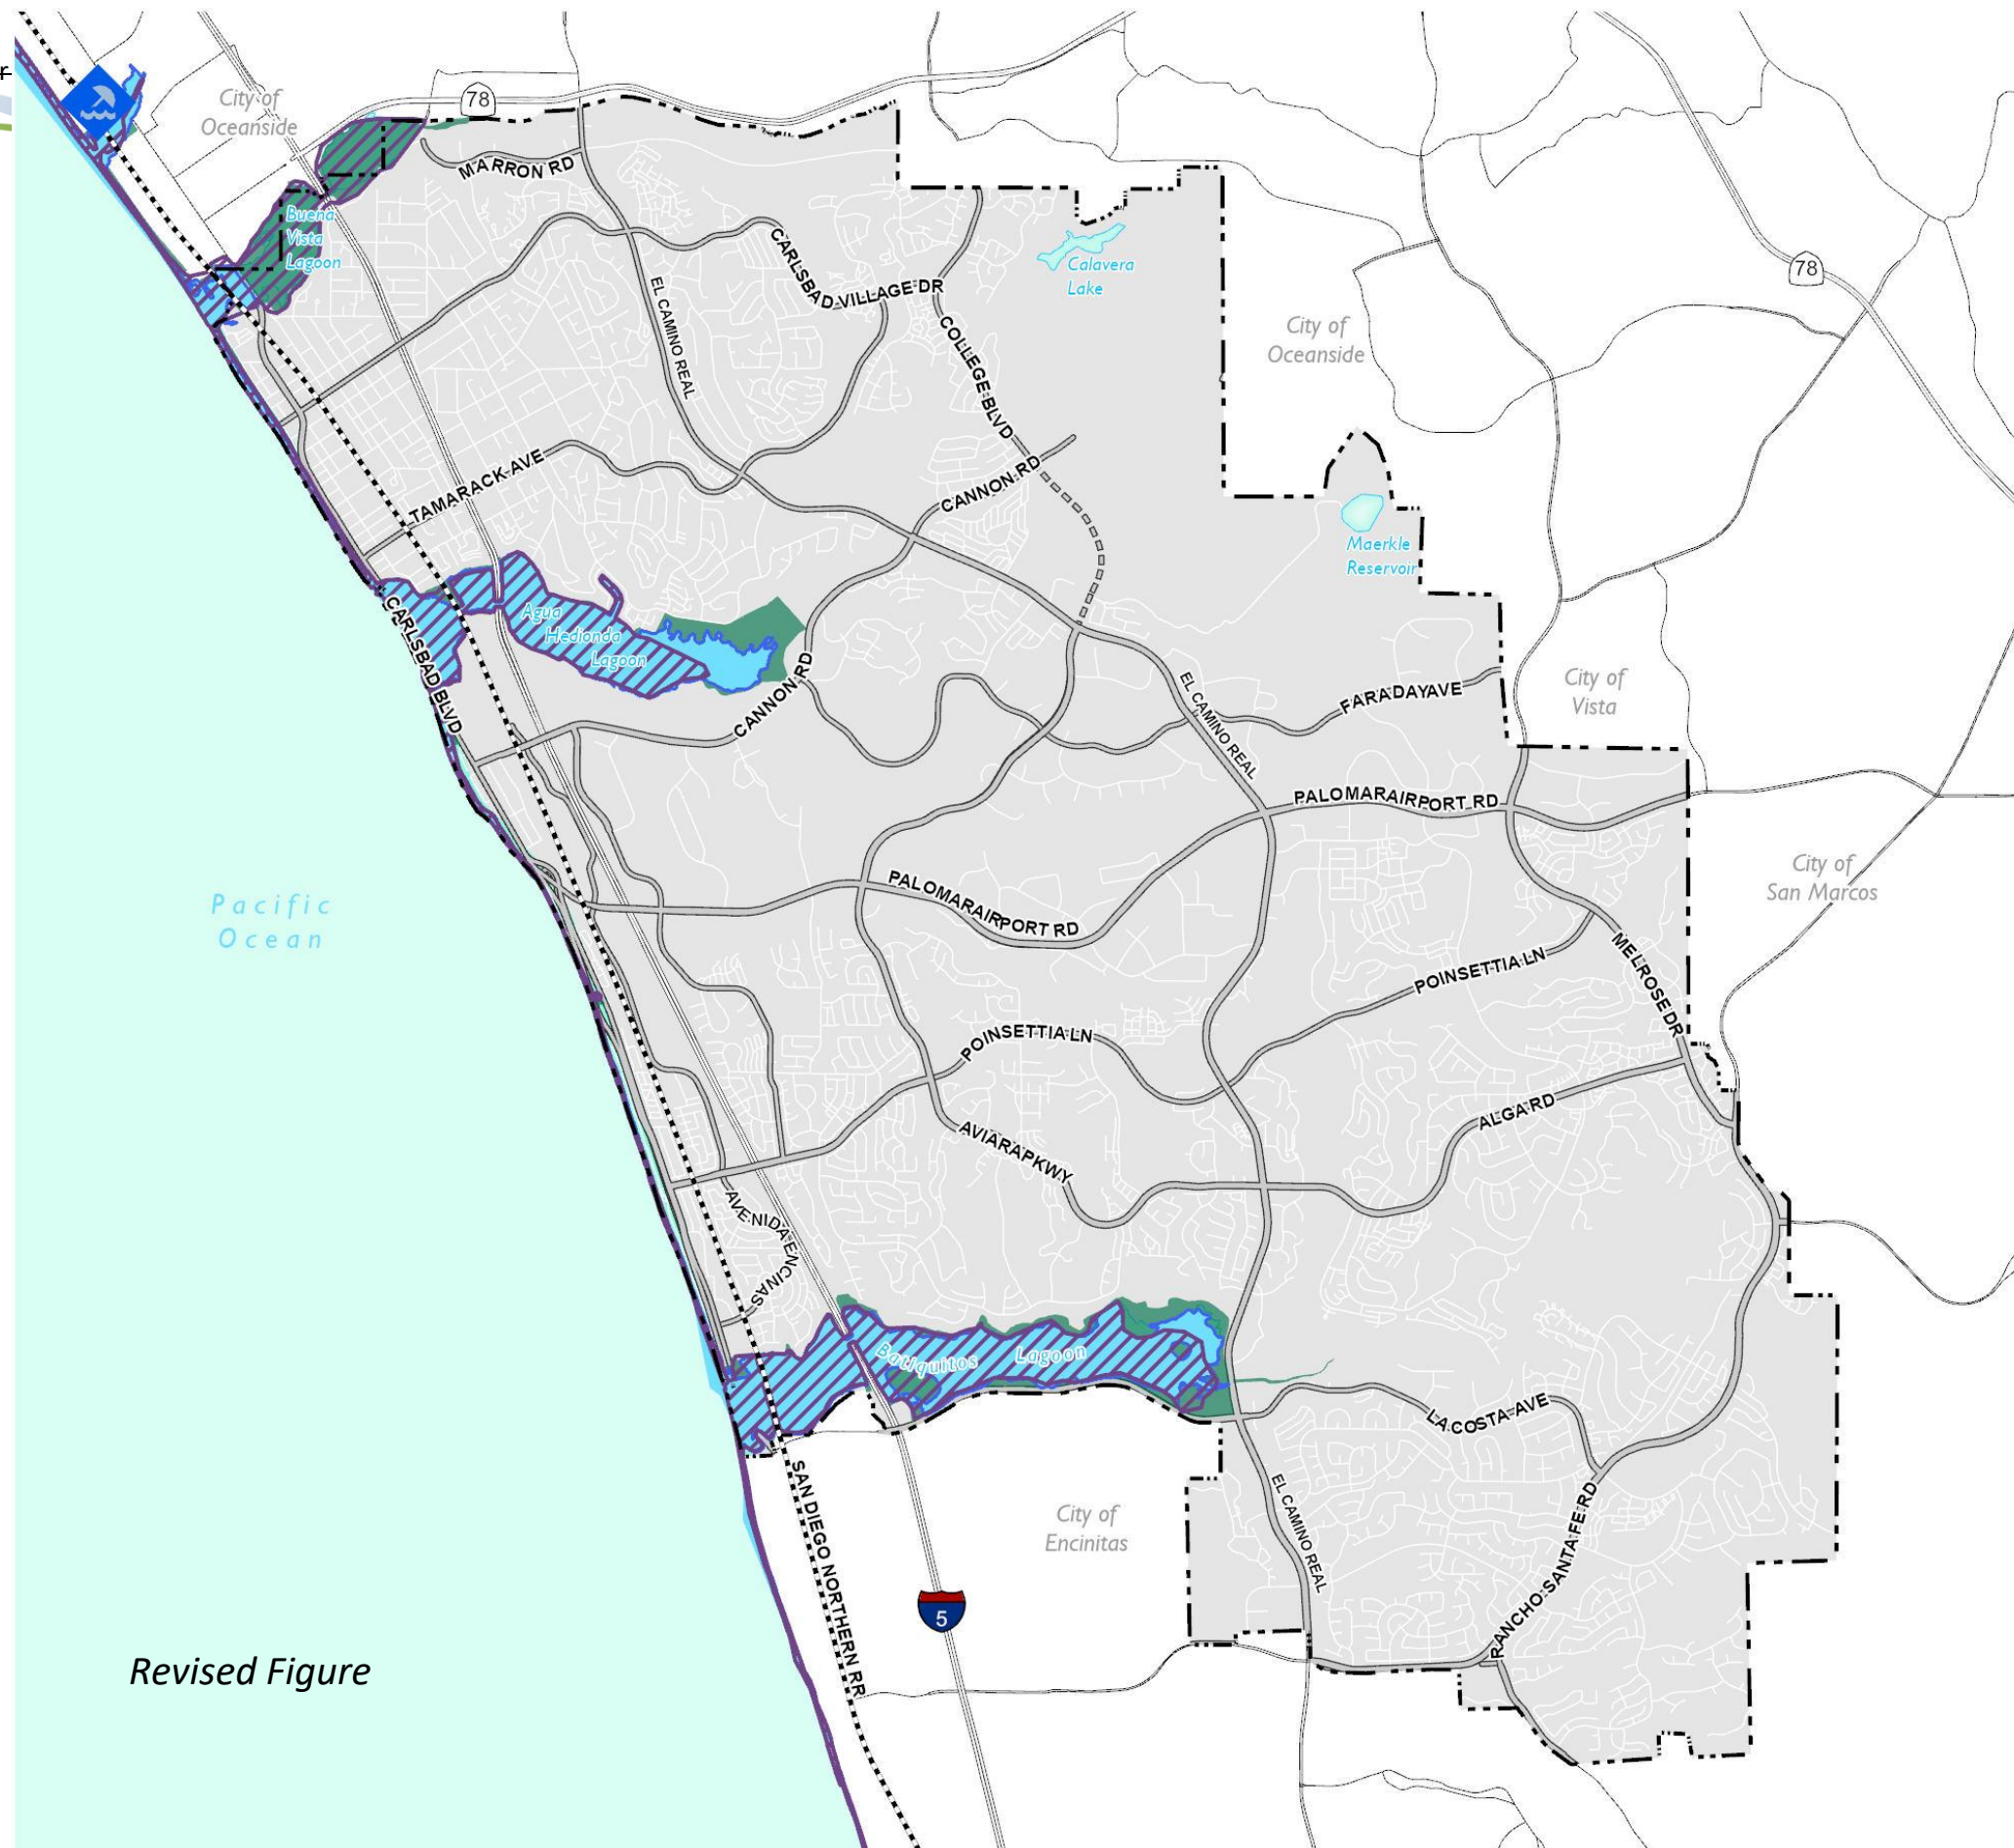 r
City of
Oceanside
78
MARRON RD
Buena
Vista
Lagoon
CARLSBAD VILLAGE DR
EL CAMINO REAL
COLLEGE BLVD
Calavera
Lake
78
City of
Oceanside
TAMARACK AVE
CANNON RD
Maerkle
Reservoir
CARLSBAD BLVD
Agua
Hedionda
Lagoon
CANNON RD
EL CAMINO REAL
FARADAY AVE
City of
Vista
PALOMAR AIRPORT RD
City of
San Marcos
Pacific
Ocean
PALOMAR AIRPORT RD
POINSETTIA LN
MELROSE DR
POINSETTIA LN
ALGA RD
AVIARA PKWY
AVENIDA ENCINAS
Batiquitos Lagoon
LA COSTA AVE
SAN DIEGO NORTHERN RR
City of
Encinitas
EL CAMINO REAL
RANCHO SANTA FE RD
5
Revised Figure